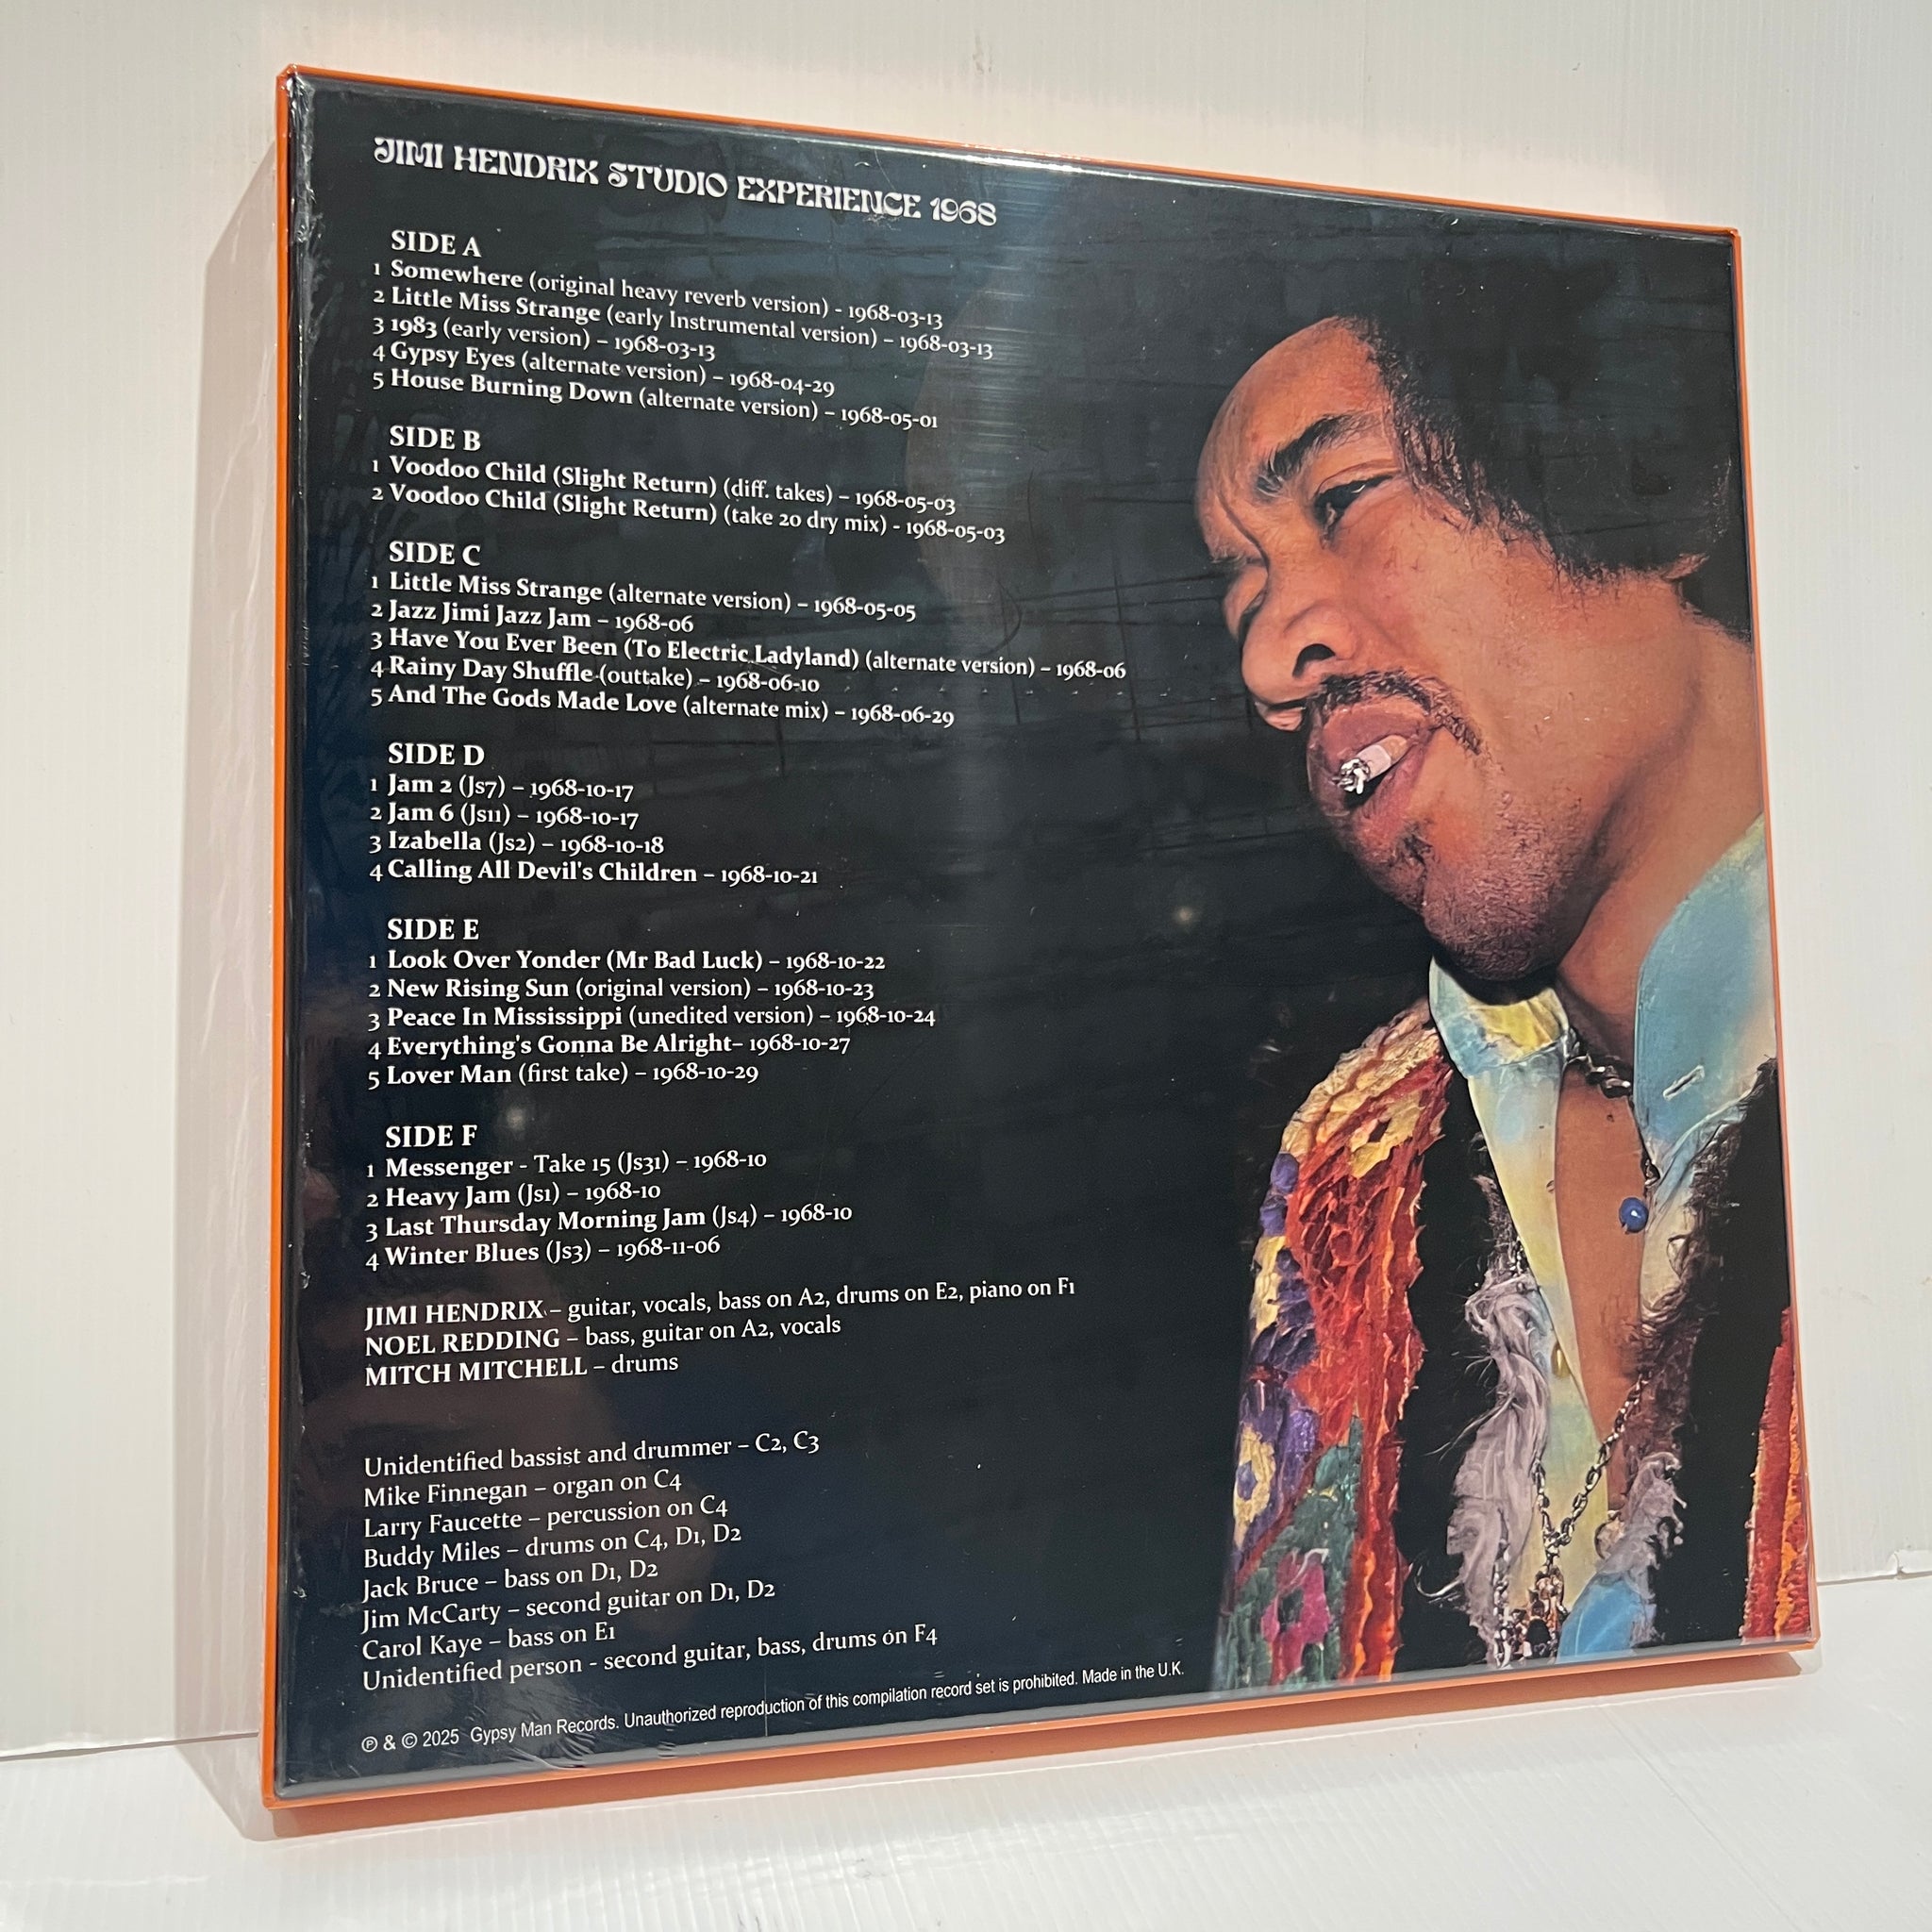 JIMI HENDRIX STUDIO EXPERIENCE 1968
SIDE A
1 Somewhere (original heavy reverb version) - 1968-03-13
2 Little Miss Strange (early Instrumental version) – 1968-03-13
3 1983 (early version) – 1968-03-13
4 Gypsy Eyes (alternate version) – 1968-04-29
5 House Burning Down (alternate version) – 1968-05-01
SIDE B
1 Voodoo Child (Slight Return) (diff. takes) – 1968-05-03
2 Voodoo Child (Slight Return) (take 20 dry mix) - 1968-05-03
SIDE C
1 Little Miss Strange (alternate version) – 1968-05-05
2 Jazz Jimi Jazz Jam – 1968-06
3 Have You Ever Been (To Electric Ladyland) (alternate version) – 1968-06
4 Rainy Day Shuffle (outtake) – 1968-06-10
5 And The Gods Made Love (alternate mix) – 1968-06-29
SIDE D
1 Jam 2 (Js7) – 1968-10-17
2 Jam 6 (Js11) – 1968-10-17
3 Izabella (Js2) – 1968-10-18
4 Calling All Devil's Children – 1968-10-21
SIDE E
1 Look Over Yonder (Mr Bad Luck) – 1968-10-22
2 New Rising Sun (original version) – 1968-10-23
3 Peace In Mississippi (unedited version) – 1968-10-24
4 Everything's Gonna Be Alright– 1968-10-27
5 Lover Man (first take) – 1968-10-29
SIDE F
1 Messenger - Take 15 (Js31) – 1968-10
2 Heavy Jam (Js1) – 1968-10
3 Last Thursday Morning Jam (Js4) – 1968-10
4 Winter Blues (Js3) – 1968-11-06
JIMI HENDRIX – guitar, vocals, bass on A2, drums on E2, piano on F1
NOEL REDDING – bass, guitar on A2, vocals
MITCH MITCHELL – drums
Unidentified bassist and drummer – C2, C3
Mike Finnegan – organ on C4
Larry Faucette – percussion on C4
Buddy Miles – drums on C4, D1, D2
Jack Bruce – bass on D1, D2
Jim McCarty – second guitar on D1, D2
Carol Kaye – bass on E1
Unidentified person - second guitar, bass, drums on F4
℗ & © 2025 Gypsy Man Records. Unauthorized reproduction of this compilation record set is prohibited. Made in the U.K.